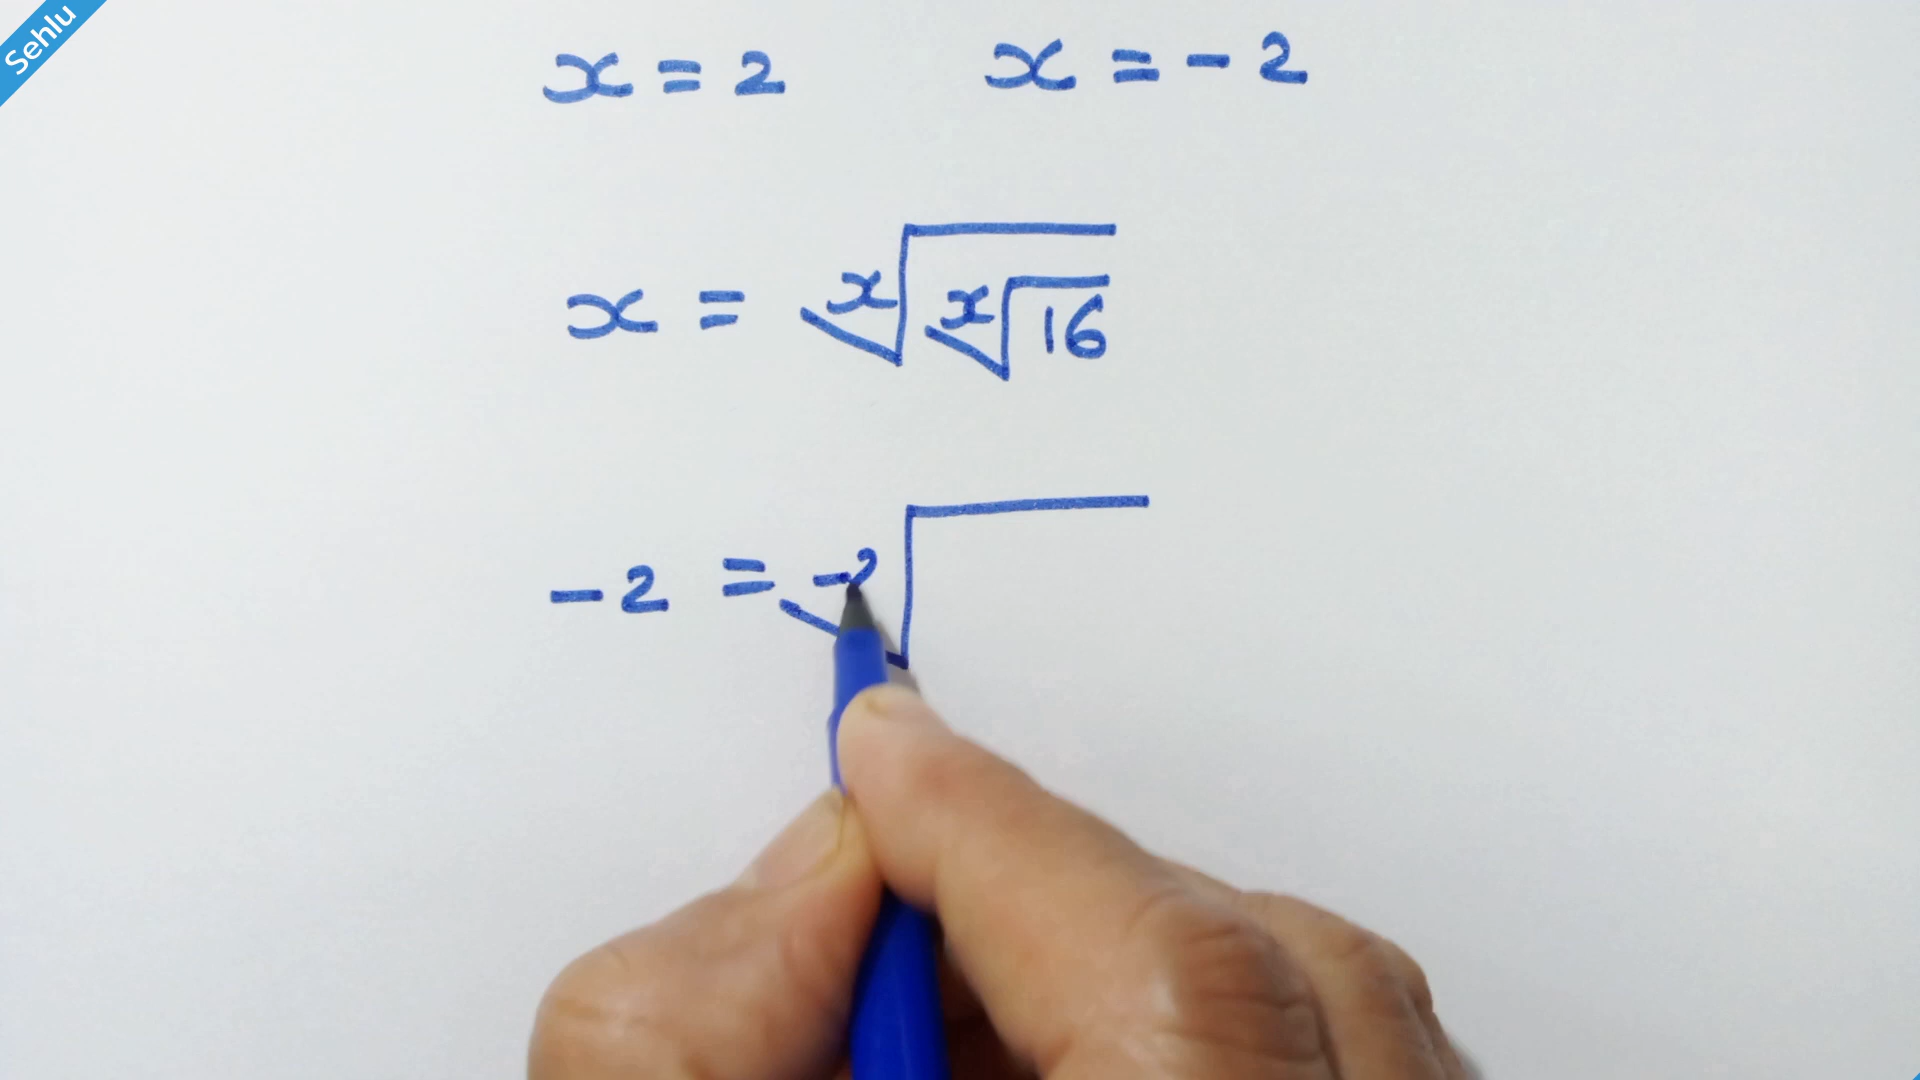 Sehlu
x = 2 x = -2
x = ˣ√(ˣ√16)
-2 = ⁻²√